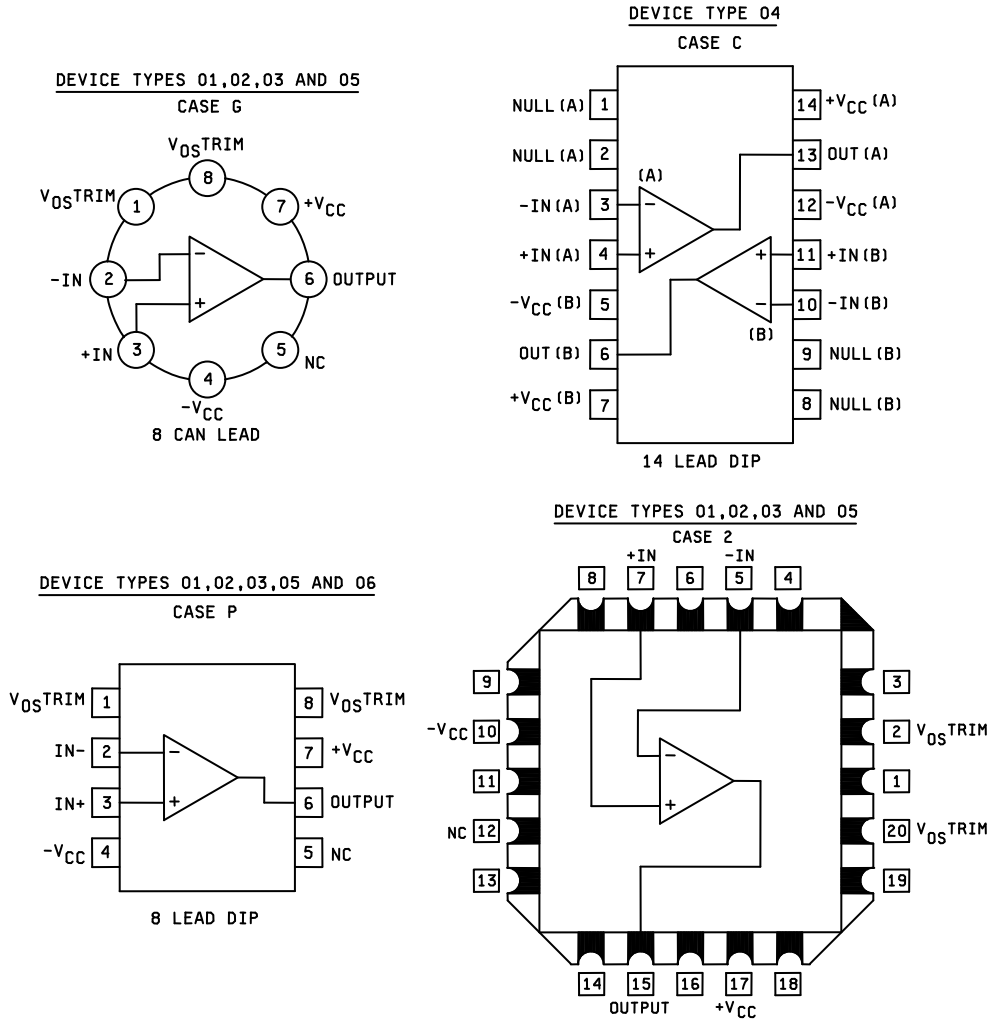 DEVICE TYPES 01,02,03 AND 05
CASE G
VOSTRIM
8
VOSTRIM
1
7
+VCC
-IN
2
−
6
OUTPUT
+
+IN
3
5
NC
4
-VCC
8 CAN LEAD
DEVICE TYPE 04
CASE C
NULL(A)
1
14
+VCC(A)
NULL(A)
2
13
OUT(A)
(A)
-IN(A)
3
−
12
-VCC(A)
+IN(A)
4
+
+
11
+IN(B)
-VCC(B)
5
−
10
-IN(B)
(B)
OUT(B)
6
9
NULL(B)
+VCC(B)
7
8
NULL(B)
14 LEAD DIP
DEVICE TYPES 01,02,03,05 AND 06
CASE P
VOSTRIM
1
8
VOSTRIM
IN-
2
−
7
+VCC
IN+
3
+
6
OUTPUT
-VCC
4
5
NC
8 LEAD DIP
DEVICE TYPES 01,02,03 AND 05
CASE 2
+IN
-IN
8
7
6
5
4
9
3
-VCC
10
2
VOSTRIM
−
11
1
+
NC
12
20
VOSTRIM
13
19
14
15
16
17
18
OUTPUT
+VCC